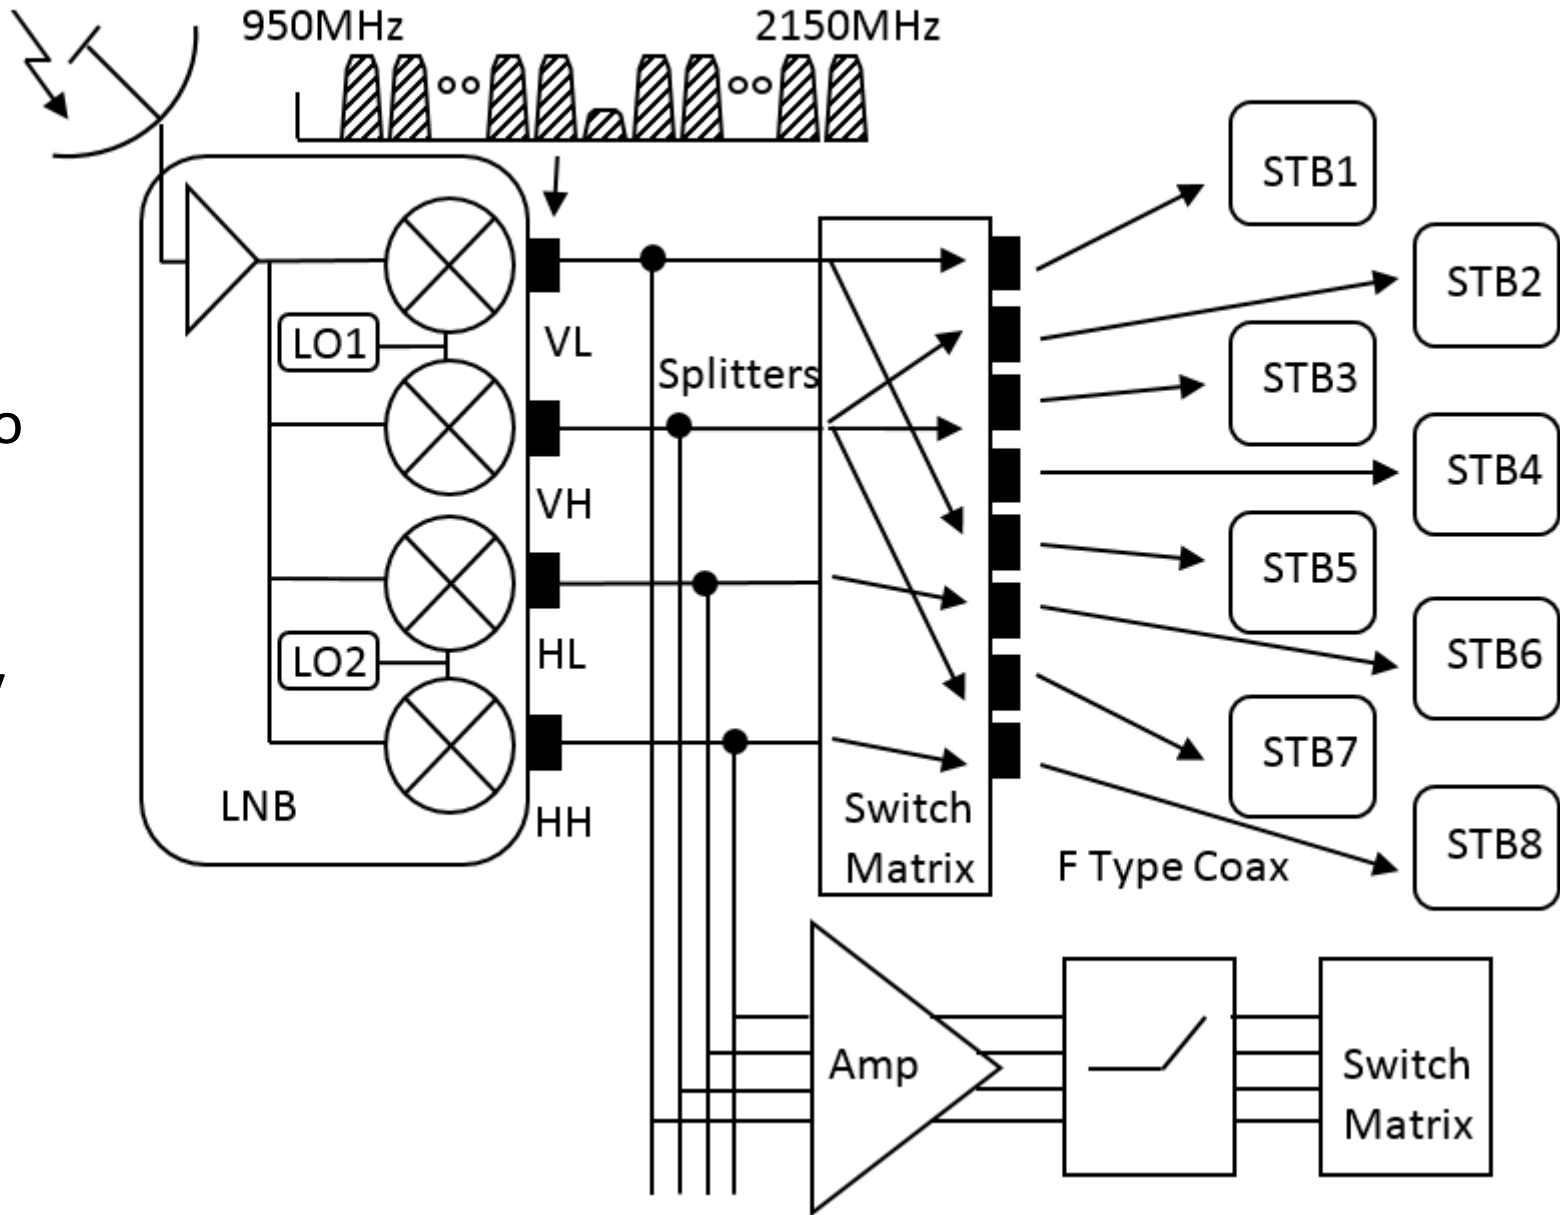 950MHz
2150MHz
STB1
STB2
LO1
VL
Splitters
STB3
o
VH
STB4
STB5
LO2
HL
STB6
y
STB7
LNB
HH
Switch
Matrix
F Type Coax
STB8
Amp
Switch
Matrix